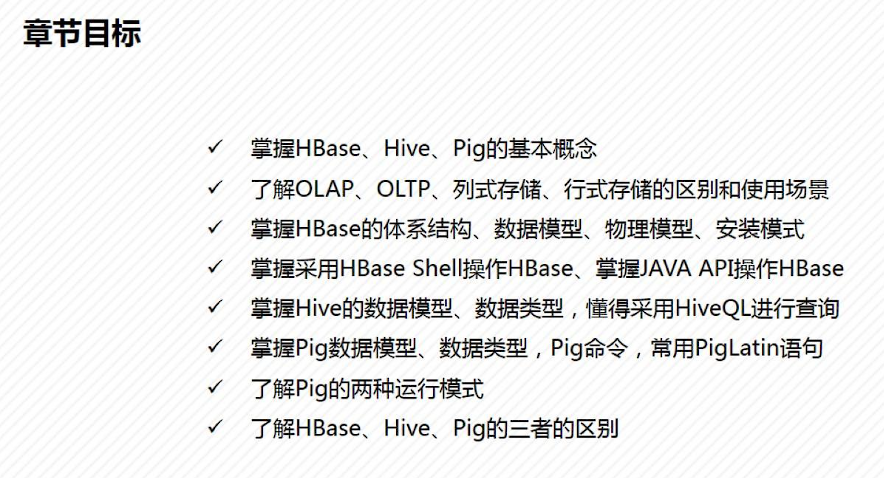 章节目标
✓ 掌握HBase、Hive、Pig的基本概念
✓ 了解OLAP、OLTP、列式存储、行式存储的区别和使用场景
✓ 掌握HBase的体系结构、数据模型、物理模型、安装模式
✓ 掌握采用HBase Shell操作HBase、掌握JAVA API操作HBase
✓ 掌握Hive的数据模型、数据类型，懂得采用HiveQL进行查询
✓ 掌握Pig数据模型、数据类型，Pig命令，常用PigLatin语句
✓ 了解Pig的两种运行模式
✓ 了解HBase、Hive、Pig的三者的区别